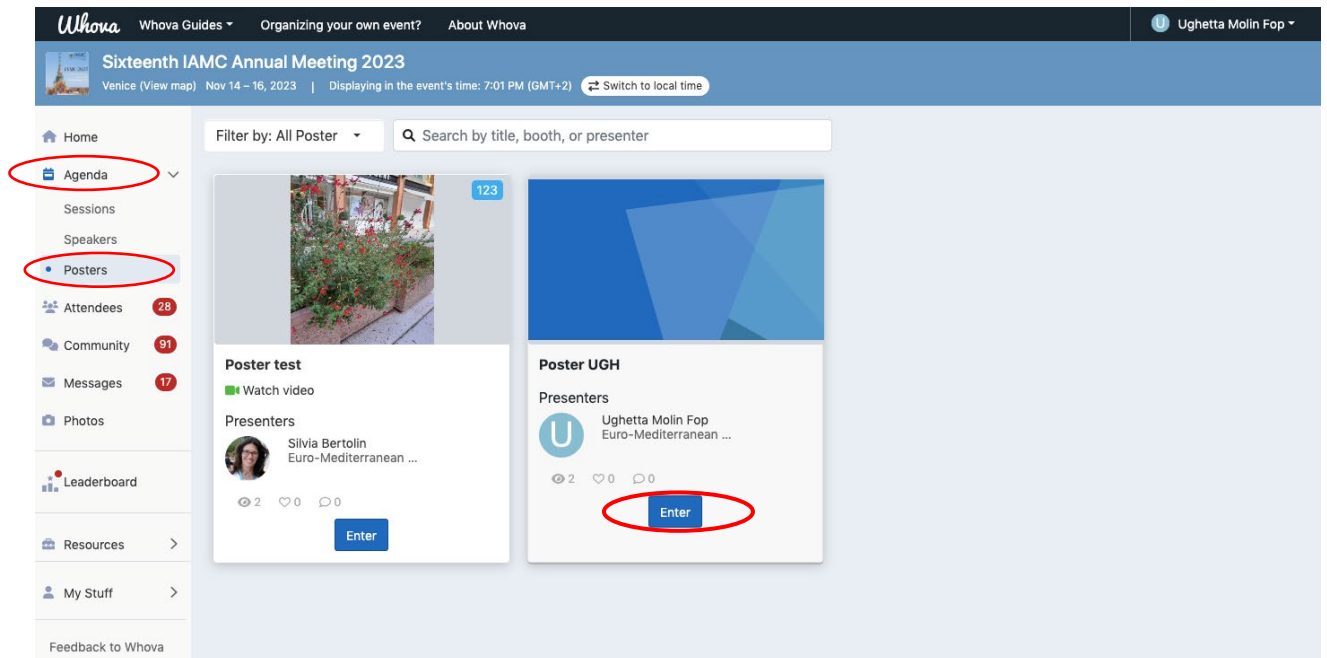 Whova Whova Guides Organizing your own event? About Whova U Ughetta Molin Fop
Sixteenth IAMC Annual Meeting 2023
Venice (View map) Nov 14 – 16, 2023 | Displaying in the event's time: 7:01 PM (GMT+2) Switch to local time
Home
Agenda
Sessions
Speakers
Posters
Attendees 28
Community 91
Messages 17
Photos
Leaderboard
Resources
My Stuff
Feedback to Whova
Filter by: All Poster Search by title, booth, or presenter
123
Poster test
Watch video
Presenters
Silvia Bertolin
Euro-Mediterranean ...
2 0 0
Enter
Poster UGH
Presenters
U Ughetta Molin Fop
Euro-Mediterranean ...
2 0 0
Enter